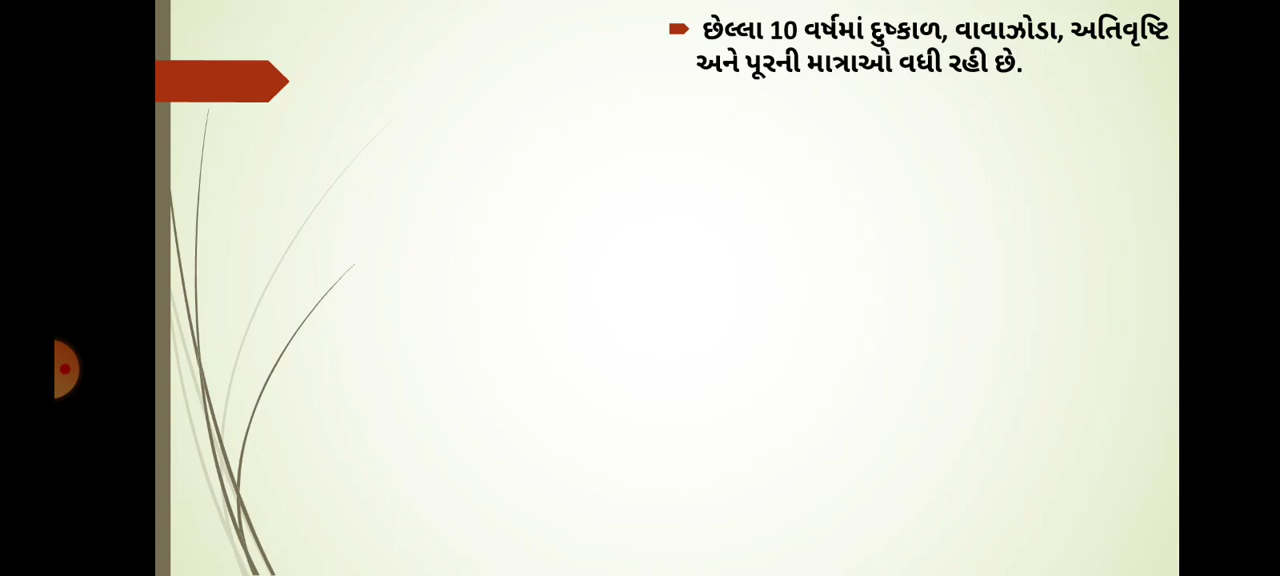 છેલ્લા 10 વર્ષમાં દુષ્કાળ, વાવાઝોડા, અતિવૃષ્ટિ
અને પૂરની માત્રાઓ વધી રહી છે.